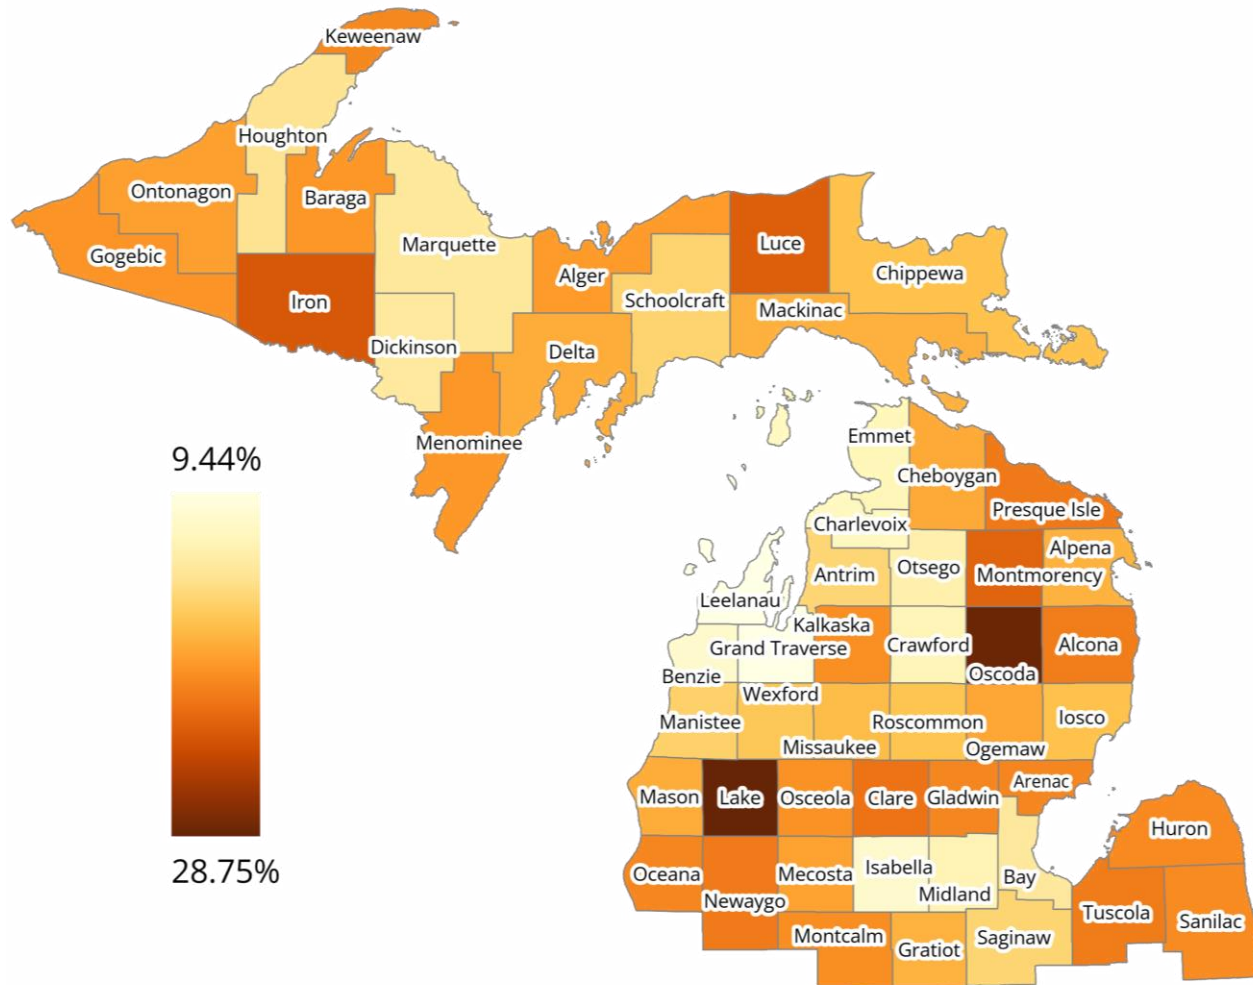 Keweenaw
Houghton
Ontonagon
Baraga
Marquette
Luce
Gogebic
Alger
Chippewa
Iron
Schoolcraft
Mackinac
Dickinson
Delta
Menominee
Emmet
9.44%
Cheboygan
Presque Isle
Charlevoix
Alpena
Otsego
Antrim
Montmorency
Leelanau
Kalkaska
Grand Traverse
Crawford
Alcona
Benzie
Oscoda
Wexford
Manistee
Roscommon
Iosco
Missaukee
Ogemaw
Arenac
Mason
Lake
Osceola
Clare
Gladwin
Huron
28.75%
Oceana
Mecosta
Isabella
Bay
Midland
Newaygo
Tuscola
Sanilac
Montcalm
Saginaw
Gratiot